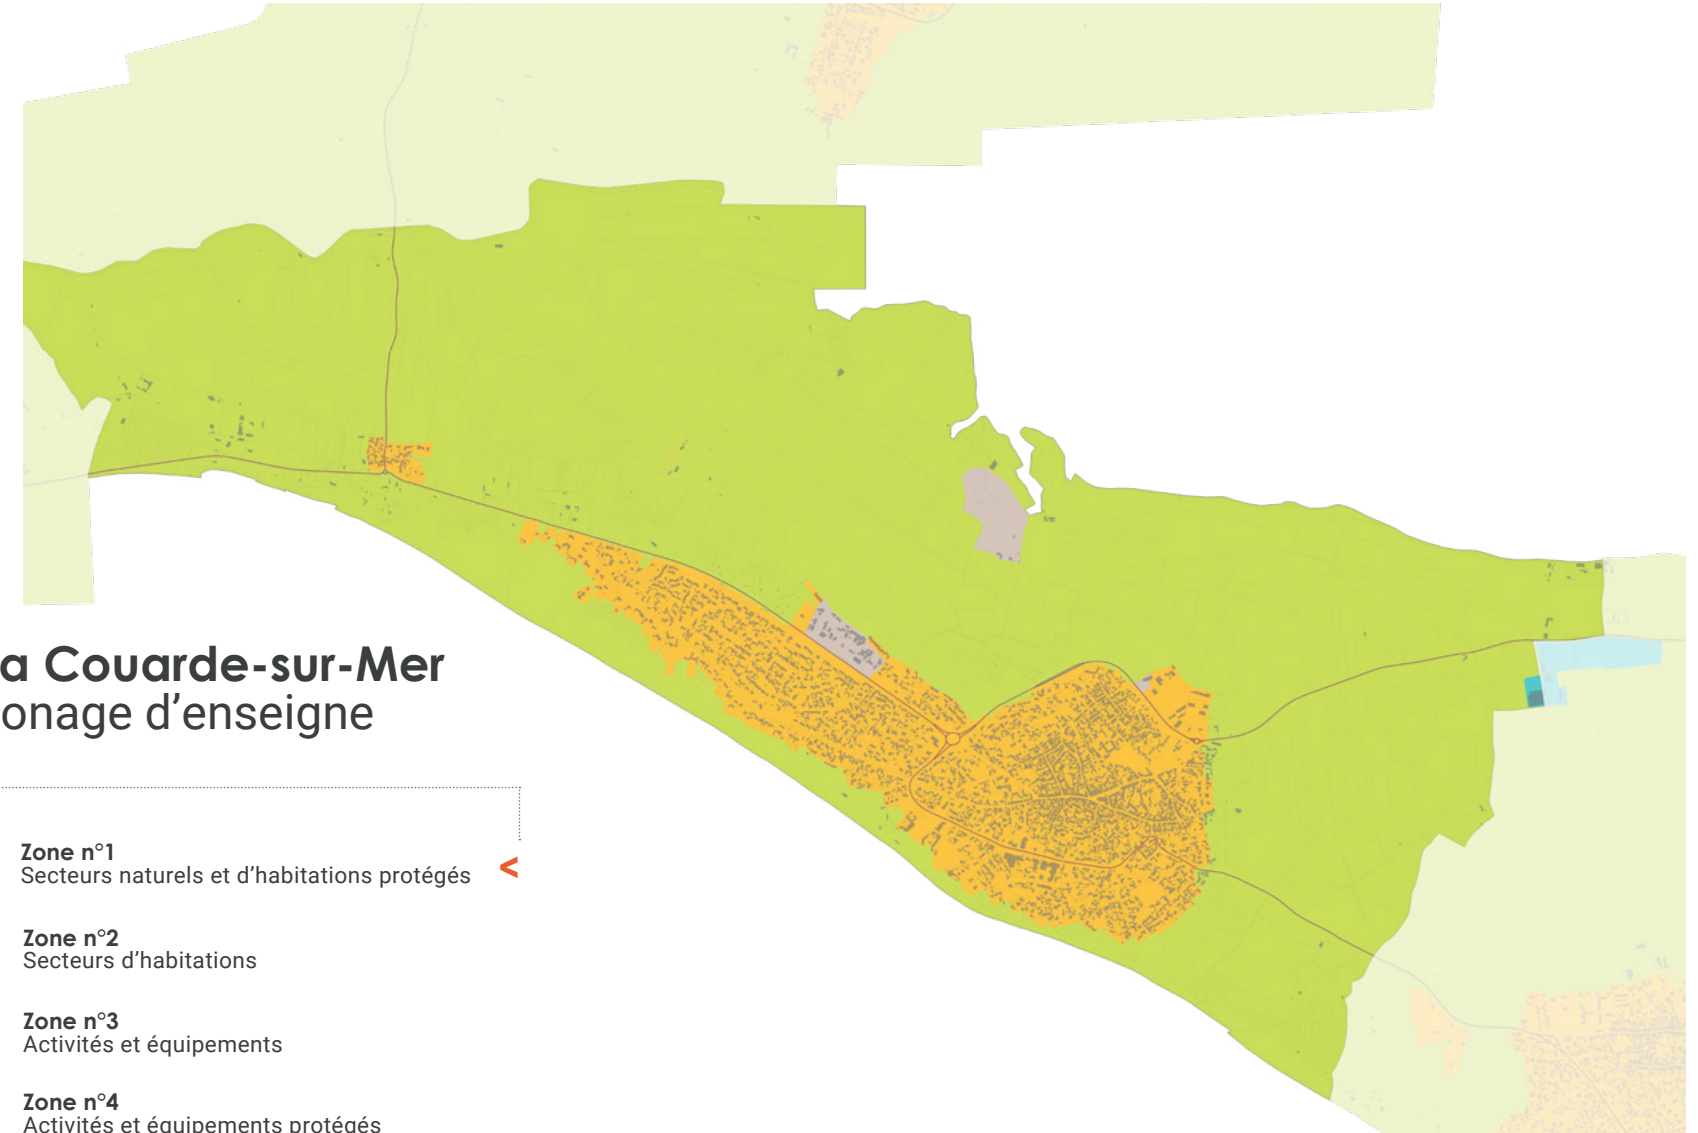 a Couarde-sur-Mer
onage d’enseigne
Zone n°1
Secteurs naturels et d’habitations protégés
<
Zone n°2
Secteurs d’habitations
Zone n°3
Activités et équipements
Zone n°4
Activités et équipements protégés